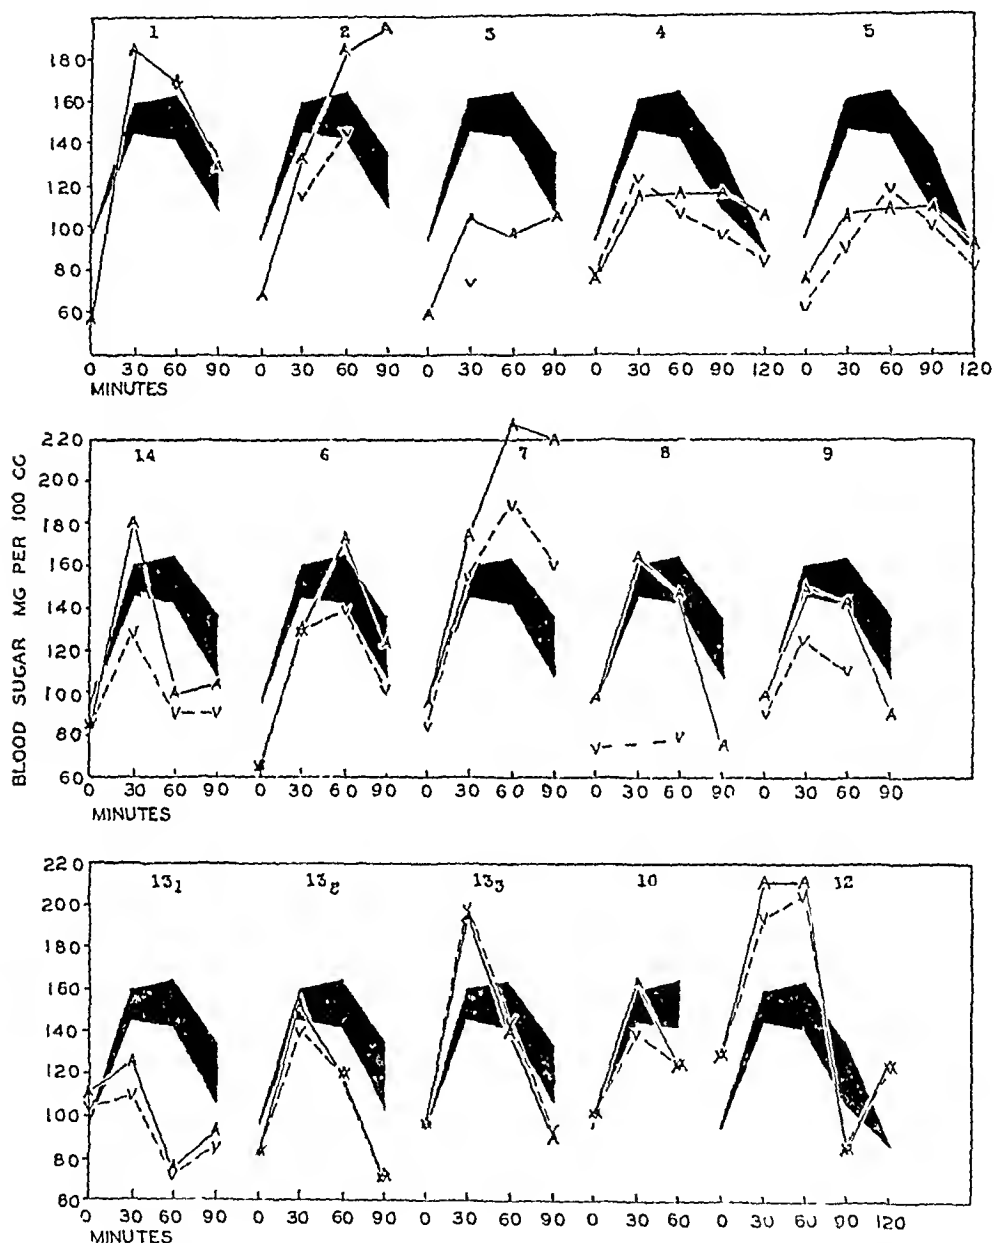 1 2 3 4 5
180
160
140
120
100
80
60
0 30 60 90 0 30 60 90 0 30 60 90 0 30 60 90 120 0 30 60 90 120
MINUTES
A A A A
A A A A V V
A A A A V
A A A A A V V V V V
A A A A A V V V V V
BLOOD SUGAR MG PER 100 CC
14 6 7 8 9
220
200
180
160
140
120
100
80
60
0 30 60 90 0 30 60 90 0 30 60 90 0 30 60 90 0 30 60 90
MINUTES
A A A V V V
A A V V
A A A A V V V V
A A A A V V
A A A A V V V
13₁ 13₂ 13₃ 10 12
220
200
180
160
140
120
100
80
60
0 30 60 90 0 30 60 90 0 30 60 90 0 30 60 0 30 60 90 120
MINUTES